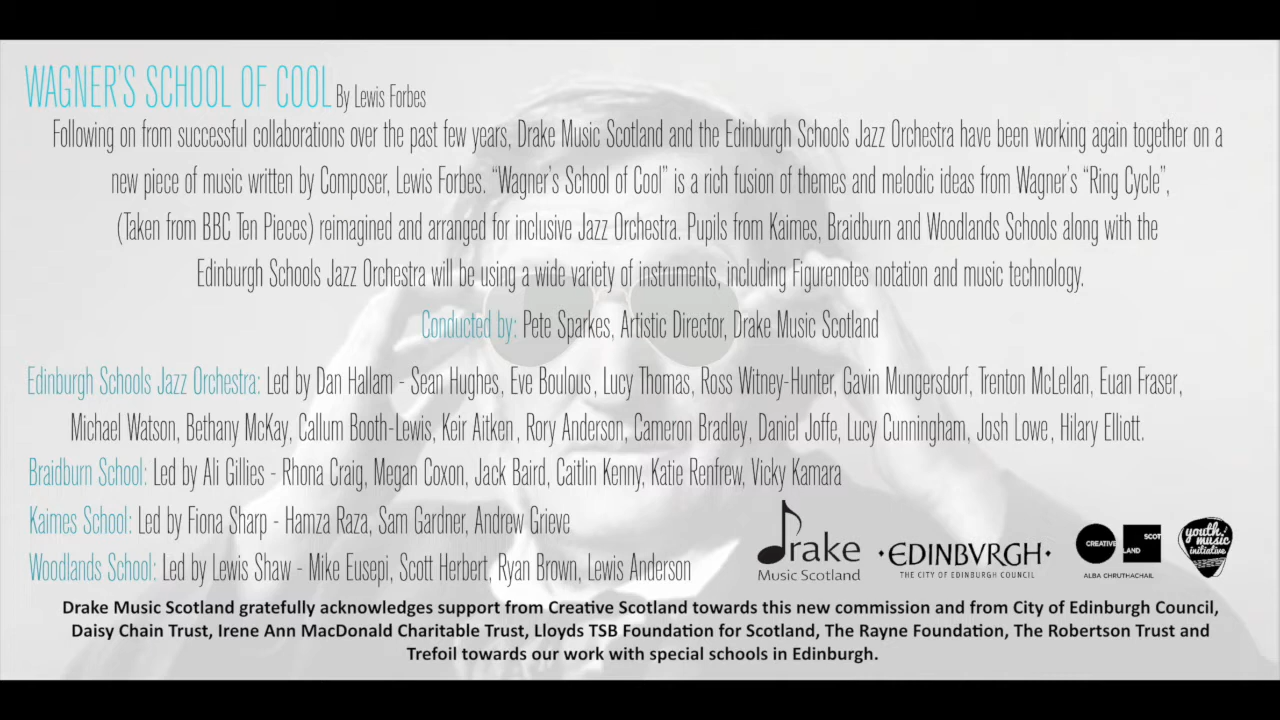 WAGNER'S SCHOOL OF COOL By Lewis Forbes
Following on from successful collaborations over the past few years, Drake Music Scotland and the Edinburgh Schools Jazz Orchestra have been working again together on a
new piece of music written by Composer, Lewis Forbes. “Wagner's School of Cool” is a rich fusion of themes and melodic ideas from Wagner's “Ring Cycle”,
(Taken from BBC Ten Pieces) reimagined and arranged for inclusive Jazz Orchestra. Pupils from Kaimes, Braidburn and Woodlands Schools along with the
Edinburgh Schools Jazz Orchestra will be using a wide variety of instruments, including Figurenotes notation and music technology.
Conducted by: Pete Sparkes, Artistic Director, Drake Music Scotland
Edinburgh Schools Jazz Orchestra: Led by Dan Hallam - Sean Hughes, Eve Boulous, Lucy Thomas, Ross Witney-Hunter, Gavin Mungersdorf, Trenton McLellan, Euan Fraser,
Michael Watson, Bethany McKay, Callum Booth-Lewis, Keir Aitken, Rory Anderson, Cameron Bradley, Daniel Joffe, Lucy Cunningham, Josh Lowe, Hilary Elliott.
Braidburn School: Led by Ali Gillies - Rhona Craig, Megan Coxon, Jack Baird, Caitlin Kenny, Katie Renfrew, Vicky Kamara
Kaimes School: Led by Fiona Sharp - Hamza Raza, Sam Gardner, Andrew Grieve
Woodlands School: Led by Lewis Shaw - Mike Eusepi, Scott Herbert, Ryan Brown, Lewis Anderson
Drake
Music Scotland
·EDINBVRGH·
THE CITY OF EDINBURGH COUNCIL
CREATIVE SCOT
LAND
ALBA CHRUTHACHAIL
youth
music
initiative
Drake Music Scotland gratefully acknowledges support from Creative Scotland towards this new commission and from City of Edinburgh Council,
Daisy Chain Trust, Irene Ann MacDonald Charitable Trust, Lloyds TSB Foundation for Scotland, The Rayne Foundation, The Robertson Trust and
Trefoil towards our work with special schools in Edinburgh.